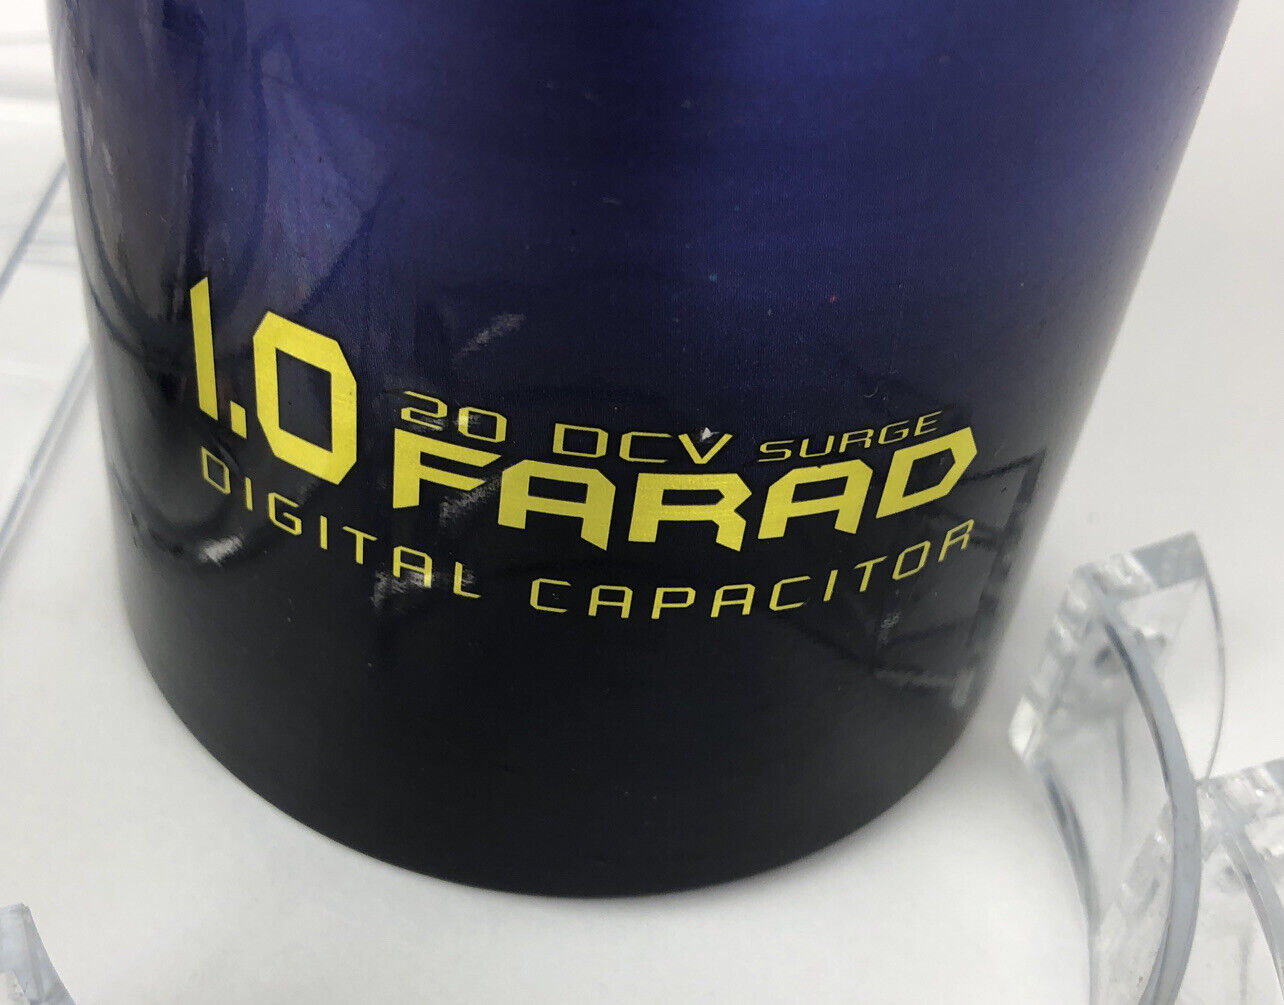 1.0 FARAD
20 DCV SURGE
DIGITAL CAPACITOR